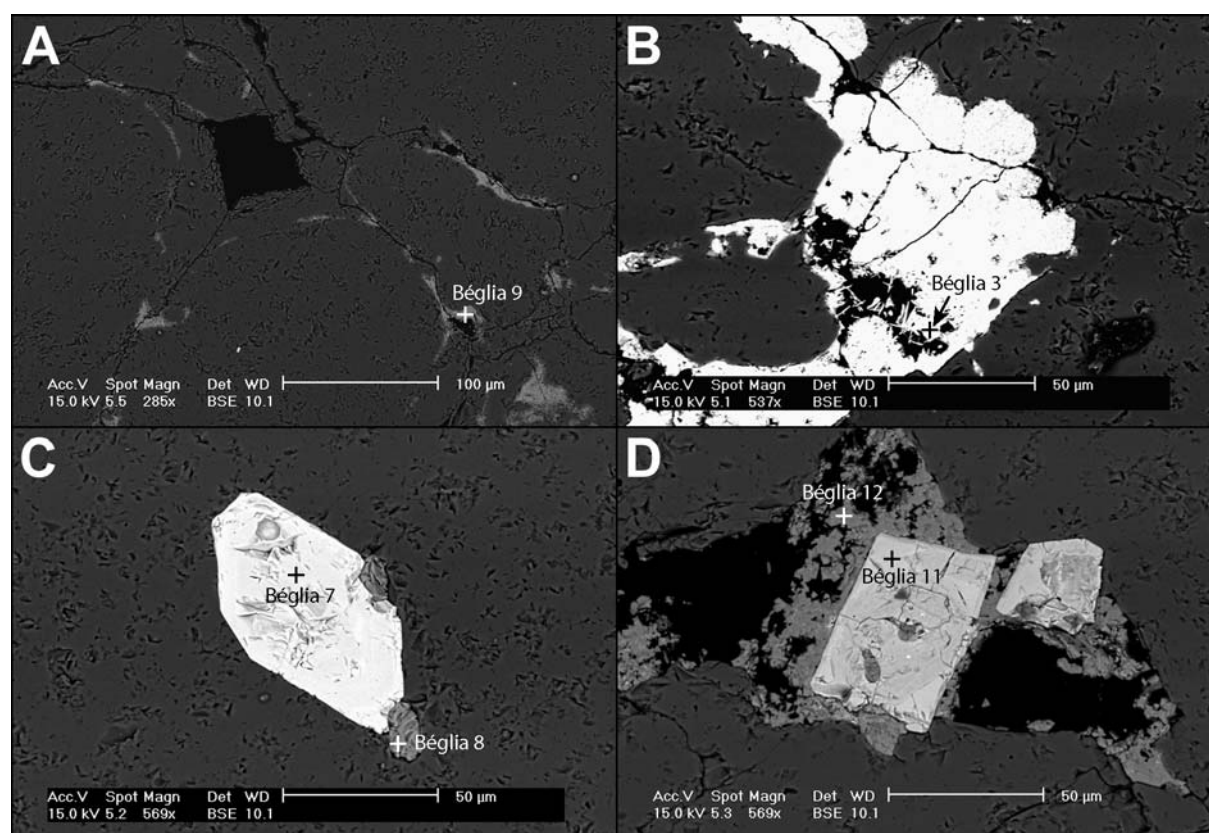 A
Béglia 9
Acc.V Spot Magn Det WD 100 µm
15.0 kV 5.5 285x BSE 10.1
B
Béglia 3
Acc.V Spot Magn Det WD 50 µm
15.0 kV 5.1 537x BSE 10.1
C
Béglia 7
Béglia 8
Acc.V Spot Magn Det WD 50 µm
15.0 kV 5.2 569x BSE 10.1
D
Béglia 12
Béglia 11
Acc.V Spot Magn Det WD 50 µm
15.0 kV 5.3 569x BSE 10.1